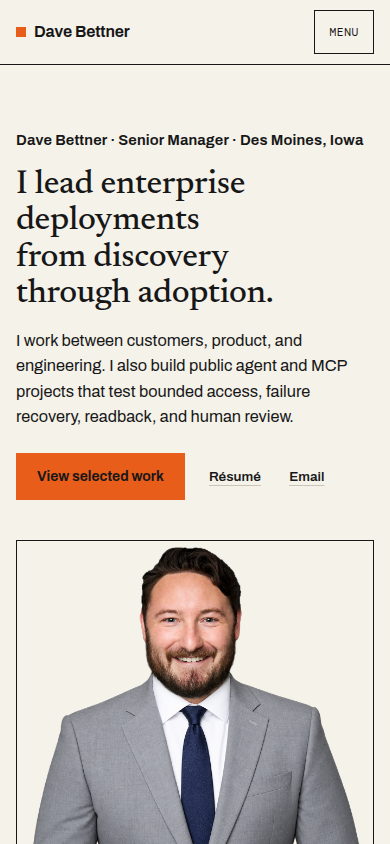 Dave Bettner
MENU
Dave Bettner · Senior Manager · Des Moines, Iowa
I lead enterprise
deployments
from discovery
through adoption.
I work between customers, product, and
engineering. I also build public agent and MCP
projects that test bounded access, failure
recovery, readback, and human review.
View selected work
Résumé
Email